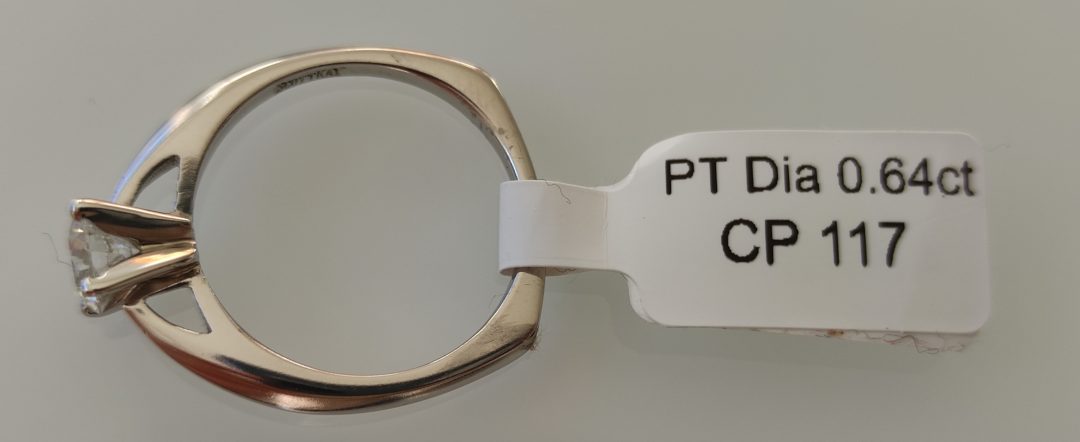 PT Dia 0.64ct
CP 117